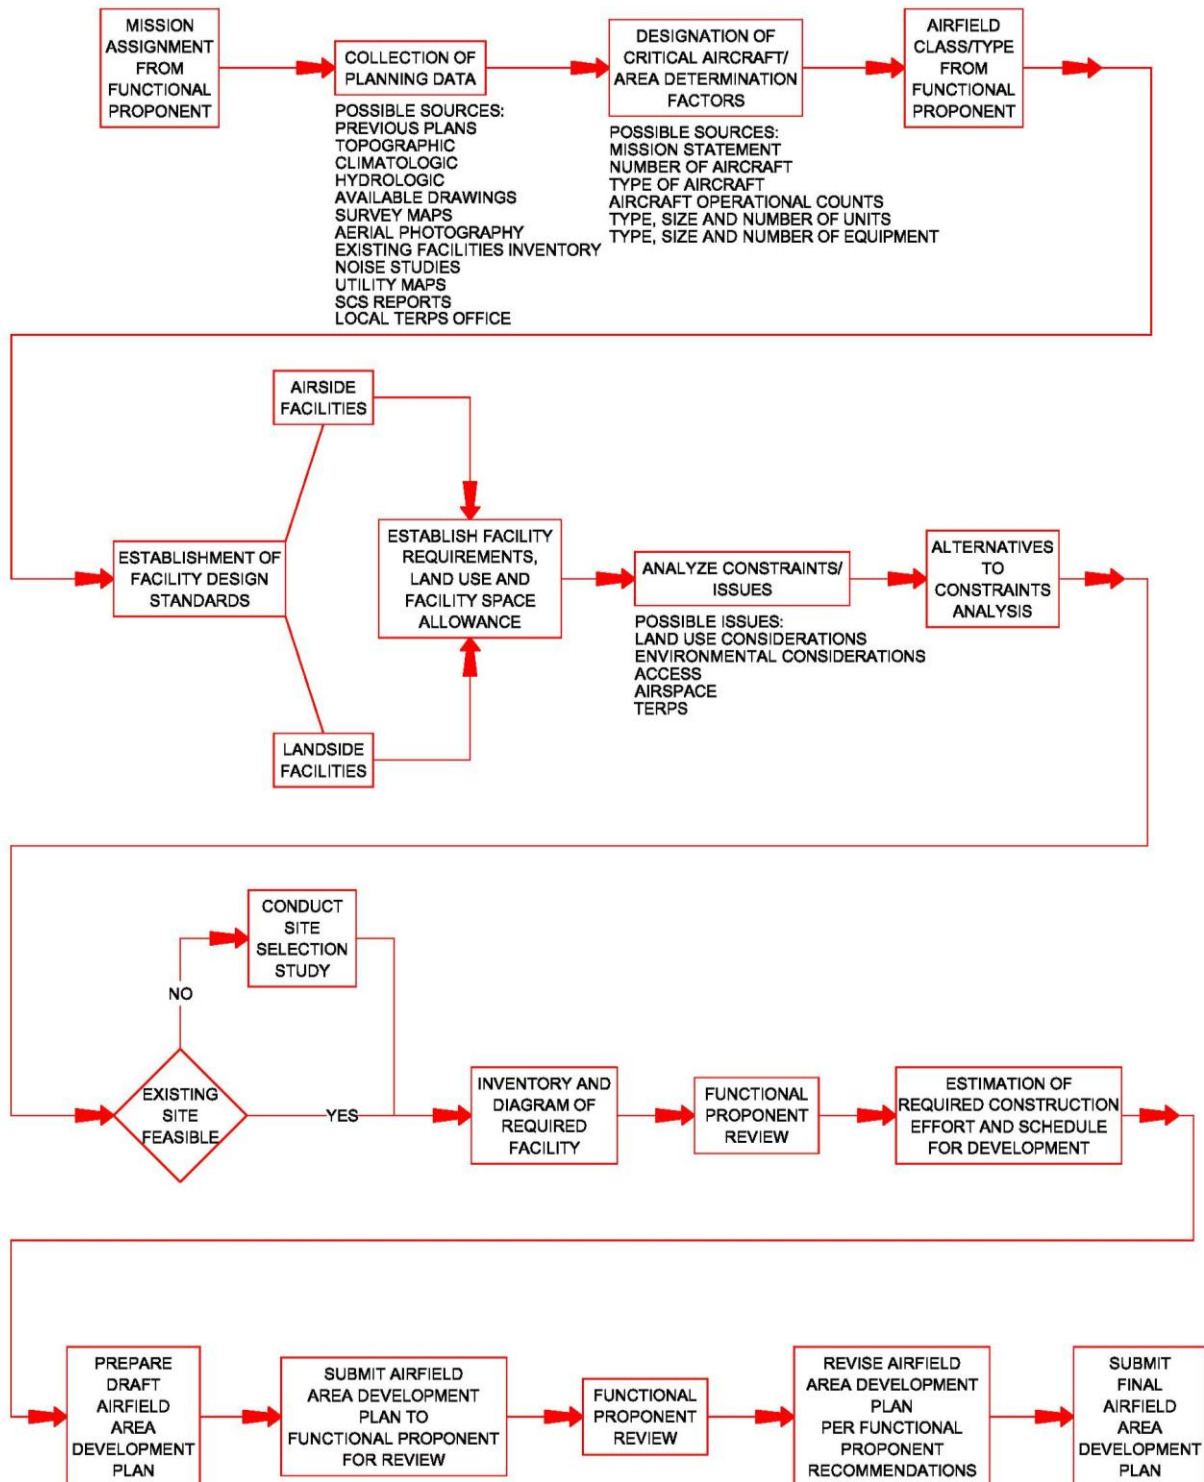 MISSION
ASSIGNMENT
FROM
FUNCTIONAL
PROPONENT
COLLECTION OF
PLANNING DATA
POSSIBLE SOURCES:
PREVIOUS PLANS
TOPOGRAPHIC
CLIMATOLOGIC
HYDROLOGIC
AVAILABLE DRAWINGS
SURVEY MAPS
AERIAL PHOTOGRAPHY
EXISTING FACILITIES INVENTORY
NOISE STUDIES
UTILITY MAPS
SCS REPORTS
LOCAL TERPS OFFICE
DESIGNATION OF
CRITICAL AIRCRAFT/
AREA DETERMINATION
FACTORS
POSSIBLE SOURCES:
MISSION STATEMENT
NUMBER OF AIRCRAFT
TYPE OF AIRCRAFT
AIRCRAFT OPERATIONAL COUNTS
TYPE, SIZE AND NUMBER OF UNITS
TYPE, SIZE AND NUMBER OF EQUIPMENT
AIRFIELD
CLASS/TYPE
FROM
FUNCTIONAL
PROPONENT
ESTABLISHMENT OF
FACILITY DESIGN
STANDARDS
AIRSIDE
FACILITIES
LANDSIDE
FACILITIES
ESTABLISH FACILITY
REQUIREMENTS,
LAND USE AND
FACILITY SPACE
ALLOWANCE
ANALYZE CONSTRAINTS/
ISSUES
POSSIBLE ISSUES:
LAND USE CONSIDERATIONS
ENVIRONMENTAL CONSIDERATIONS
ACCESS
AIRSPACE
TERPS
ALTERNATIVES
TO
CONSTRAINTS
ANALYSIS
EXISTING
SITE
FEASIBLE
NO
CONDUCT
SITE
SELECTION
STUDY
YES
INVENTORY AND
DIAGRAM OF
REQUIRED
FACILITY
FUNCTIONAL
PROPONENT
REVIEW
ESTIMATION OF
REQUIRED CONSTRUCTION
EFFORT AND SCHEDULE
FOR DEVELOPMENT
PREPARE
DRAFT
AIRFIELD
AREA
DEVELOPMENT
PLAN
SUBMIT AIRFIELD
AREA DEVELOPMENT
PLAN TO
FUNCTIONAL PROPONENT
FOR REVIEW
FUNCTIONAL
PROPONENT
REVIEW
REVISE AIRFIELD
AREA DEVELOPMENT
PLAN
PER FUNCTIONAL
PROPONENT
RECOMMENDATIONS
SUBMIT
FINAL
AIRFIELD
AREA
DEVELOPMENT
PLAN